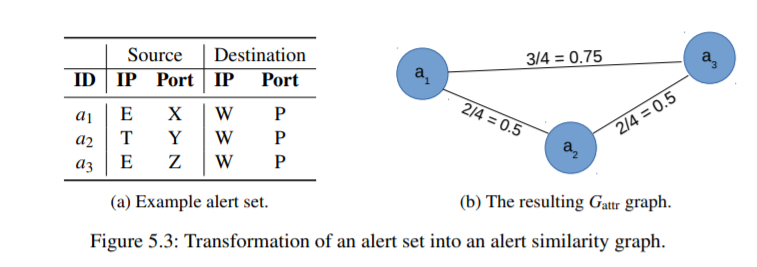 Source Destination
ID IP Port IP Port
a1 E X W P
a2 T Y W P
a3 E Z W P
(a) Example alert set.
a1
3/4 = 0.75
a3
2/4 = 0.5
2/4 = 0.5
a2
(b) The resulting Gattr graph.
Figure 5.3: Transformation of an alert set into an alert similarity graph.